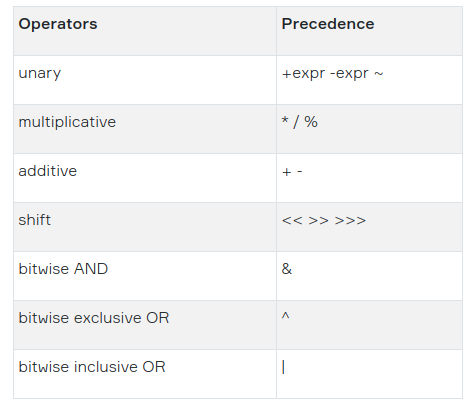 Operators Precedence
unary +expr -expr ~
multiplicative * / %
additive + -
shift << >> >>>
bitwise AND &
bitwise exclusive OR ^
bitwise inclusive OR |